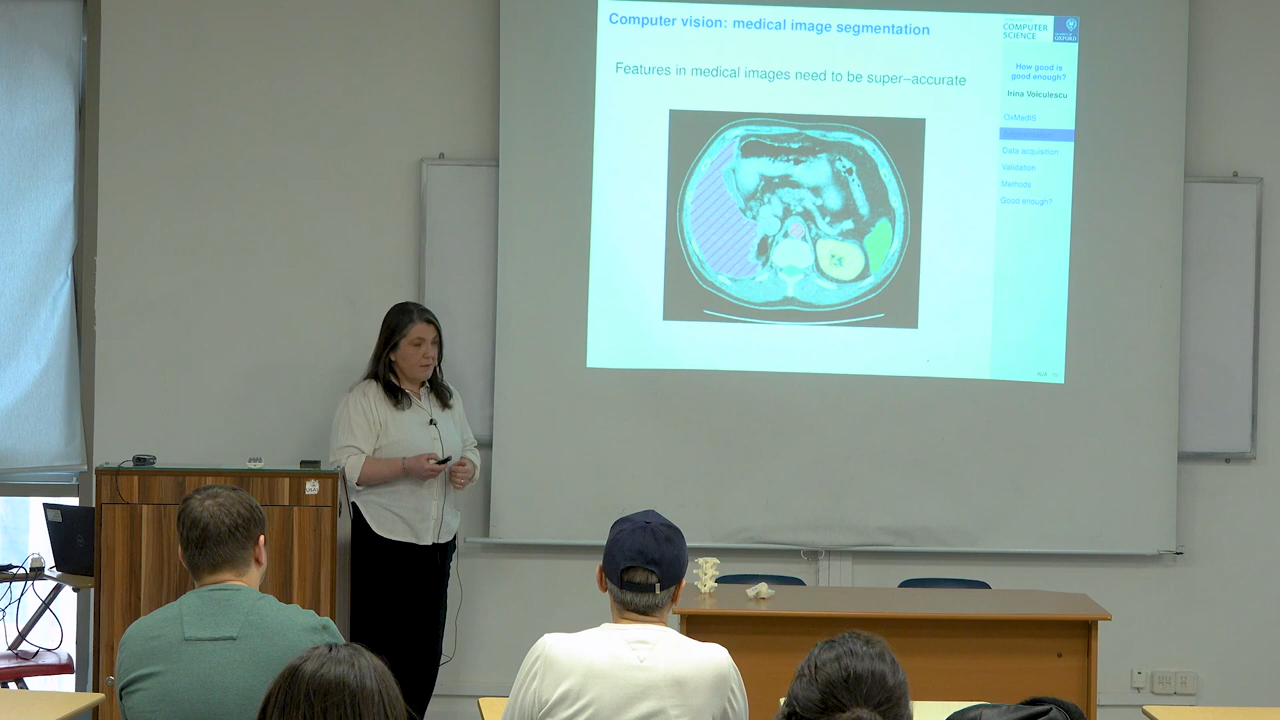 Computer vision: medical image segmentation
Features in medical images need to be super-accurate
COMPUTER
SCIENCE
OXFORD
How good is
good enough?
Irina Voiculescu
OxMedIS
Data acquisition
Validation
Methods
Good enough?